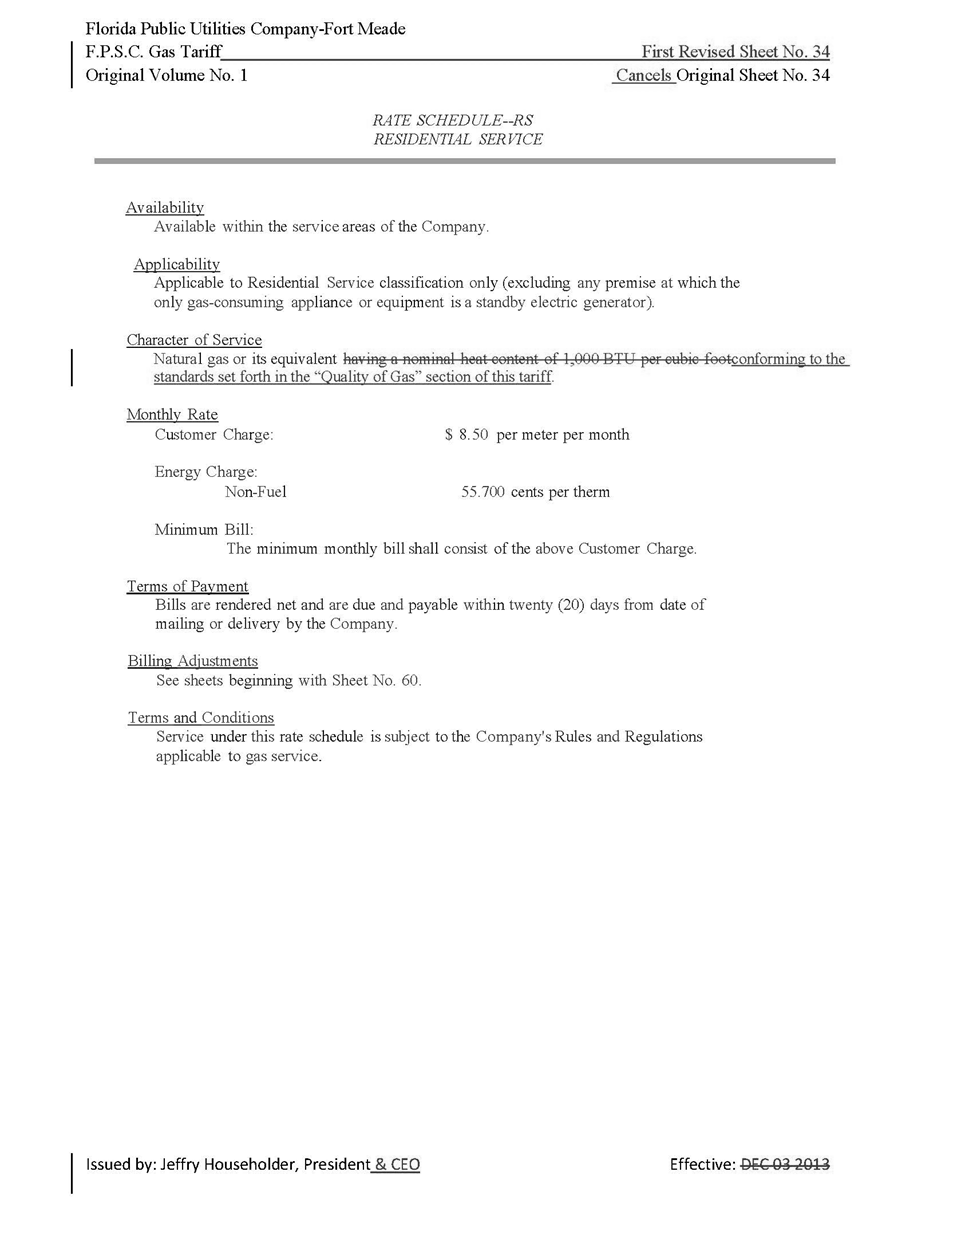 Florida Public Utilities Company-Fort Meade
F.P.S.C. Gas Tariff First Revised Sheet No. 34
Original Volume No. 1 Cancels Original Sheet No. 34
RATE SCHEDULE--RS
RESIDENTIAL SERVICE
Availability
Available within the service areas of the Company.
Applicability
Applicable to Residential Service classification only (excluding any premise at which the
only gas-consuming appliance or equipment is a standby electric generator).
Character of Service
Natural gas or its equivalent having a nominal heat content of 1,000 BTU per cubic footconforming to the
standards set forth in the “Quality of Gas” section of this tariff.
Monthly Rate
Customer Charge: $ 8.50 per meter per month
Energy Charge:
Non-Fuel 55.700 cents per therm
Minimum Bill:
The minimum monthly bill shall consist of the above Customer Charge.
Terms of Payment
Bills are rendered net and are due and payable within twenty (20) days from date of
mailing or delivery by the Company.
Billing Adjustments
See sheets beginning with Sheet No. 60.
Terms and Conditions
Service under this rate schedule is subject to the Company's Rules and Regulations
applicable to gas service.
Issued by: Jeffry Householder, President & CEO Effective: DEC 03 2013